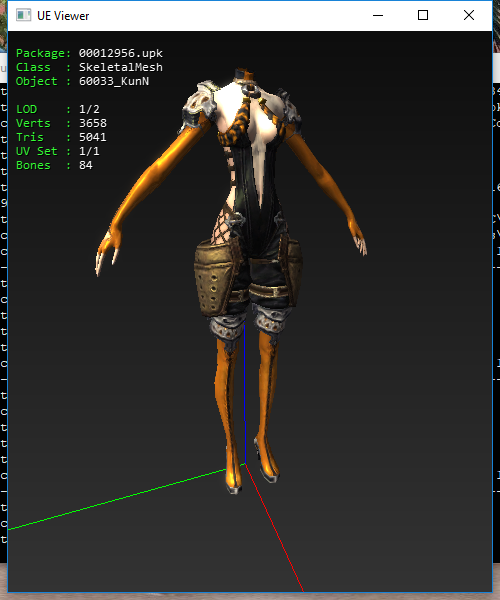 UE Viewer
Package: 00012956.upk
Class : SkeletalMesh
Object : 60033_KunN
LOD : 1/2
Verts : 3658
Tris : 5041
UV Set : 1/1
Bones : 84